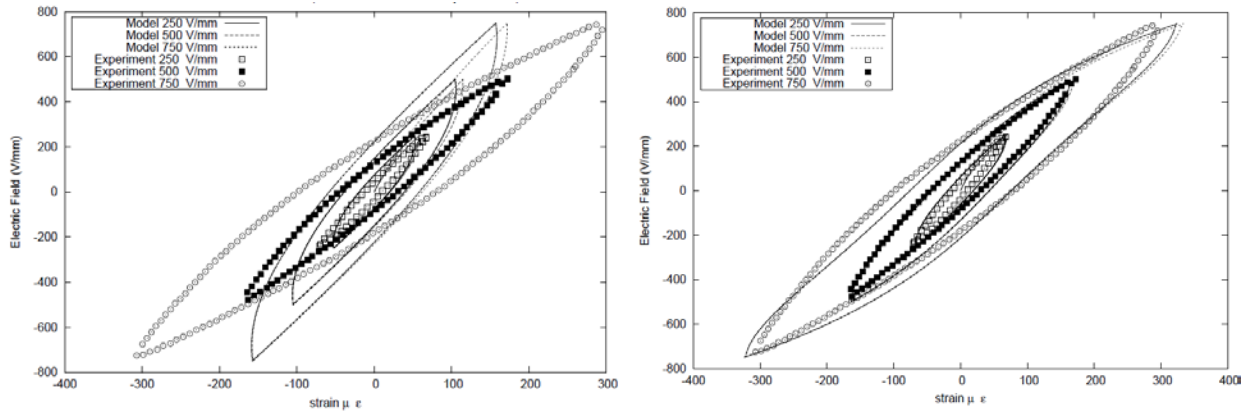 Model 250 V/mm
Model 500 V/mm
Model 750 V/mm
Experiment 250 V/mm
Experiment 500 V/mm
Experiment 750 V/mm
800
600
400
200
0
-200
-400
-600
-800
Electric Field (V/mm)
-400
-300
-200
-100
0
100
200
300
strain μ ε
Model 250 V/mm
Model 500 V/mm
Model 750 V/mm
Experiment 250 V/mm
Experiment 500 V/mm
Experiment 750 V/mm
800
600
400
200
0
-200
-400
-600
-800
Electric Field (V/mm)
-400
-300
-200
-100
0
100
200
300
strain μ ε